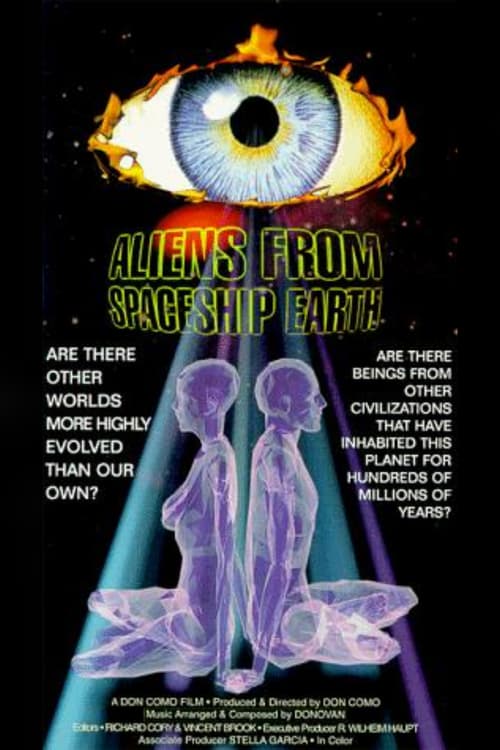 ALIENS FROM
SPACESHIP EARTH
ARE THERE
OTHER
WORLDS
MORE HIGHLY
EVOLVED
THAN OUR
OWN?
ARE THERE
BEINGS FROM
OTHER
CIVILIZATIONS
THAT HAVE
INHABITED THIS
PLANET FOR
HUNDREDS OF
MILLIONS OF
YEARS?
A DON COMO FILM • Produced & Directed by DON COMO
Music Arranged & Composed by DONOVAN
Editors • RICHARD CORY & VINCENT BROOK • Executive Producer R. WILHEIM HAUPT
Associate Producer STELLA GARCIA • In Color